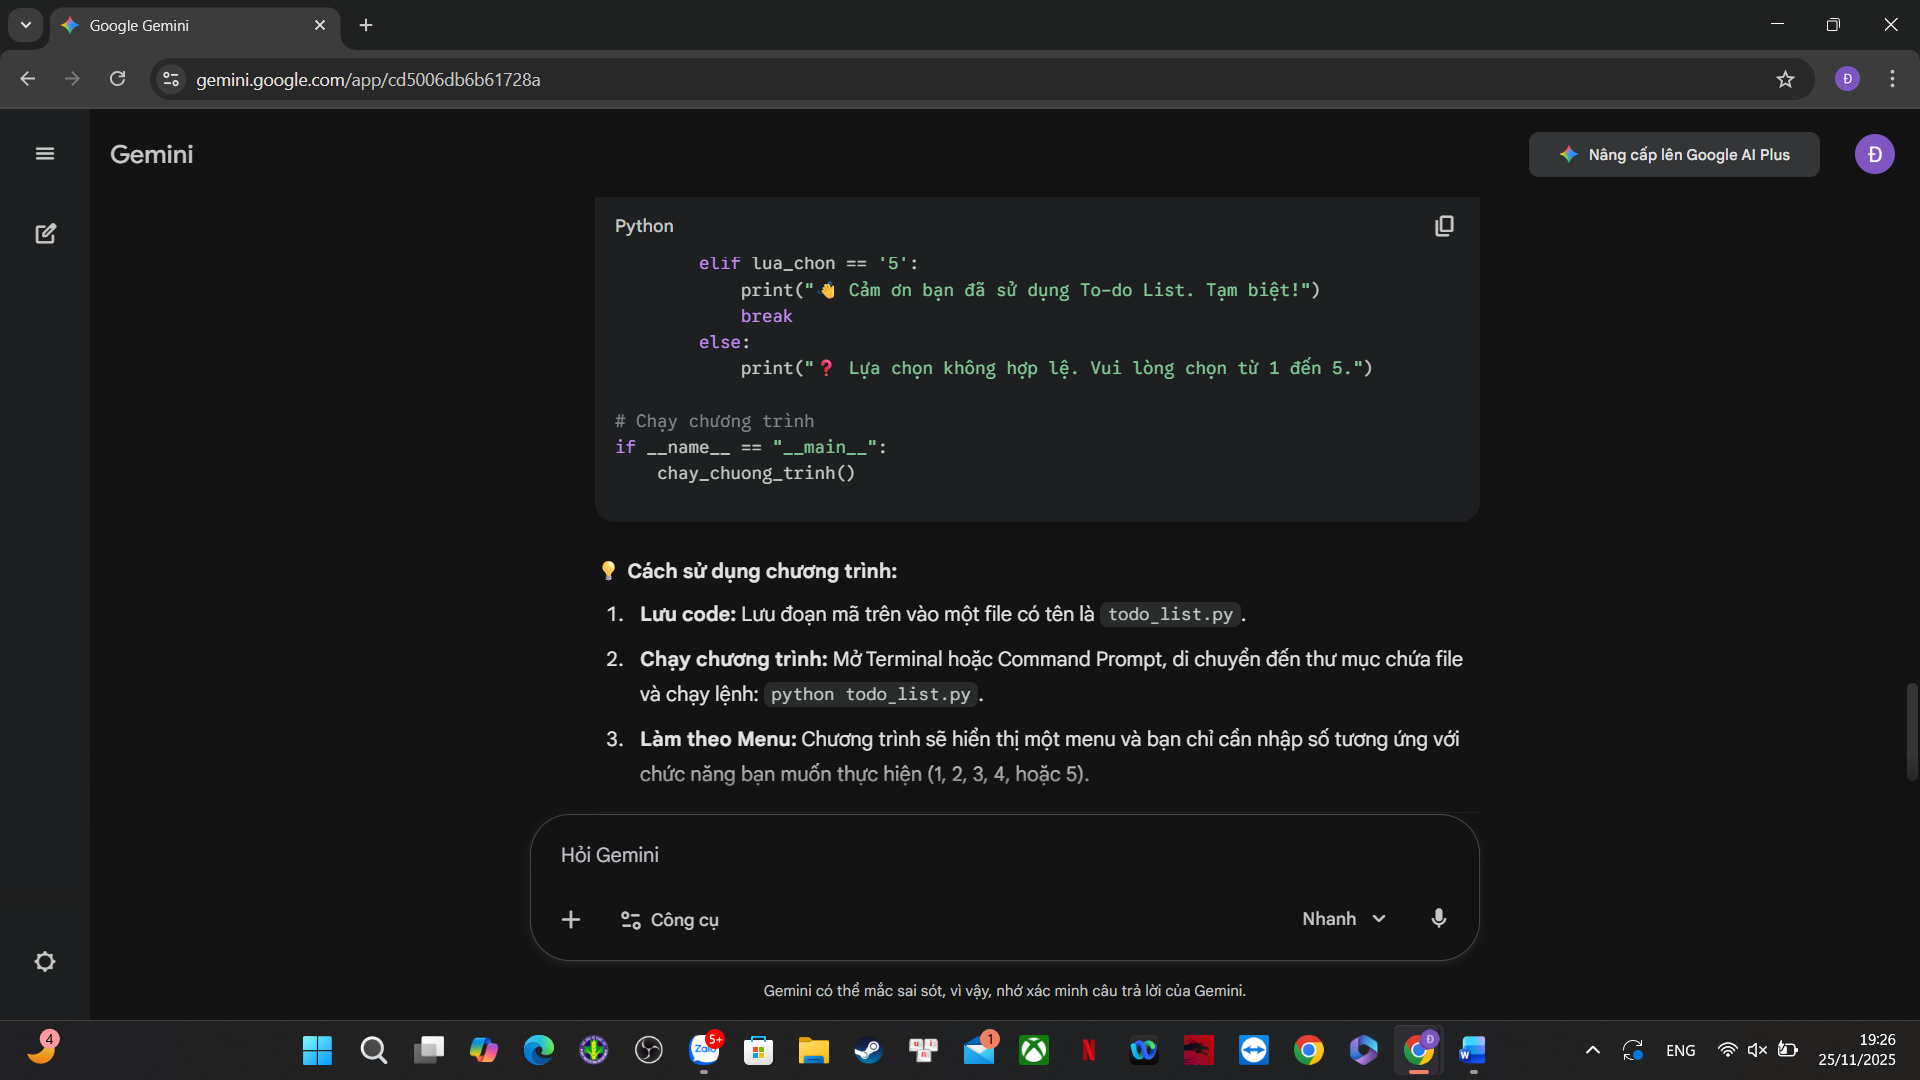 Google Gemini
gemini.google.com/app/cd5006db6b61728a
Đ
Gemini
Nâng cấp lên Google AI Plus
Đ
Python
elif lua_chon == '5':
print("👋 Cảm ơn bạn đã sử dụng To-do List. Tạm biệt!")
break
else:
print("❓ Lựa chọn không hợp lệ. Vui lòng chọn từ 1 đến 5.")
# Chạy chương trình
if __name__ == "__main__":
chay_chuong_trinh()
💡 Cách sử dụng chương trình:
1. Lưu code: Lưu đoạn mã trên vào một file có tên là todo_list.py.
2. Chạy chương trình: Mở Terminal hoặc Command Prompt, di chuyển đến thư mục chứa file
và chạy lệnh: python todo_list.py.
3. Làm theo Menu: Chương trình sẽ hiển thị một menu và bạn chỉ cần nhập số tương ứng với
chức năng bạn muốn thực hiện (1, 2, 3, 4, hoặc 5).
Hỏi Gemini
Công cụ
Nhanh
Gemini có thể mắc sai sót, vì vậy, nhớ xác minh câu trả lời của Gemini.
4
Zalo
5+
1
N
W
Đ
ENG
19:26
25/11/2025